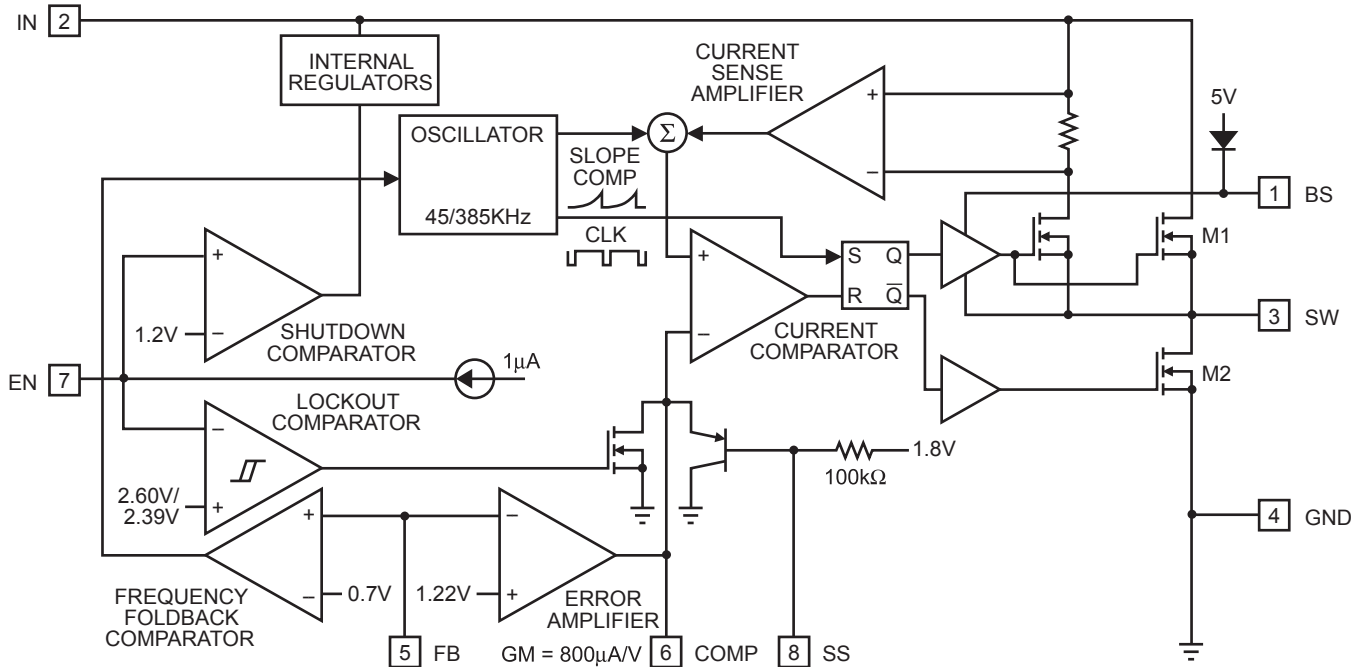 IN 2
INTERNAL
REGULATORS
CURRENT
SENSE
AMPLIFIER
+
–
5V
OSCILLATOR
45/385KHz
Σ
SLOPE
COMP
CLK
1 BS
+
–
1.2V
SHUTDOWN
COMPARATOR
+
–
CURRENT
COMPARATOR
S Q
R Q̅
M1
3 SW
M2
EN 7
1µA
LOCKOUT
COMPARATOR
–
+
2.60V/
2.39V
1.8V
100kΩ
4 GND
+
–
0.7V
FREQUENCY
FOLDBACK
COMPARATOR
–
+
1.22V
ERROR
AMPLIFIER
5 FB
GM = 800µA/V
6 COMP
8 SS